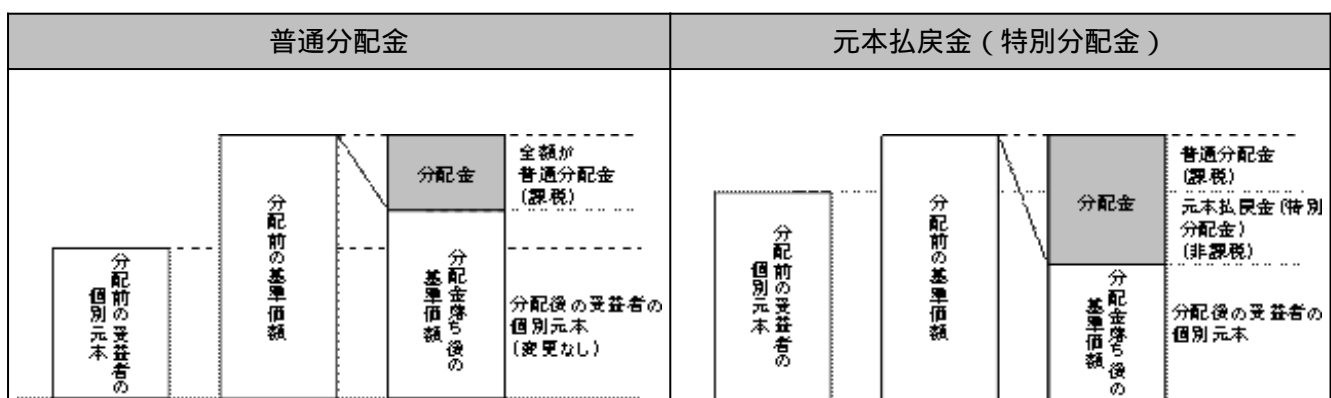 普通分配金
分配前の受益者の
個別元本
分配前の基準価額
分配金
分配金落ち後の
基準価額
全額が
普通分配金
(課税)
分配後の受益者の
個別元本
(変更なし)
元本払戻金(特別分配金)
分配前の受益者の
個別元本
分配前の基準価額
分配金
分配金落ち後の
基準価額
普通分配金
(課税)
元本払戻金(特別
分配金)
(非課税)
分配後の受益者の
個別元本